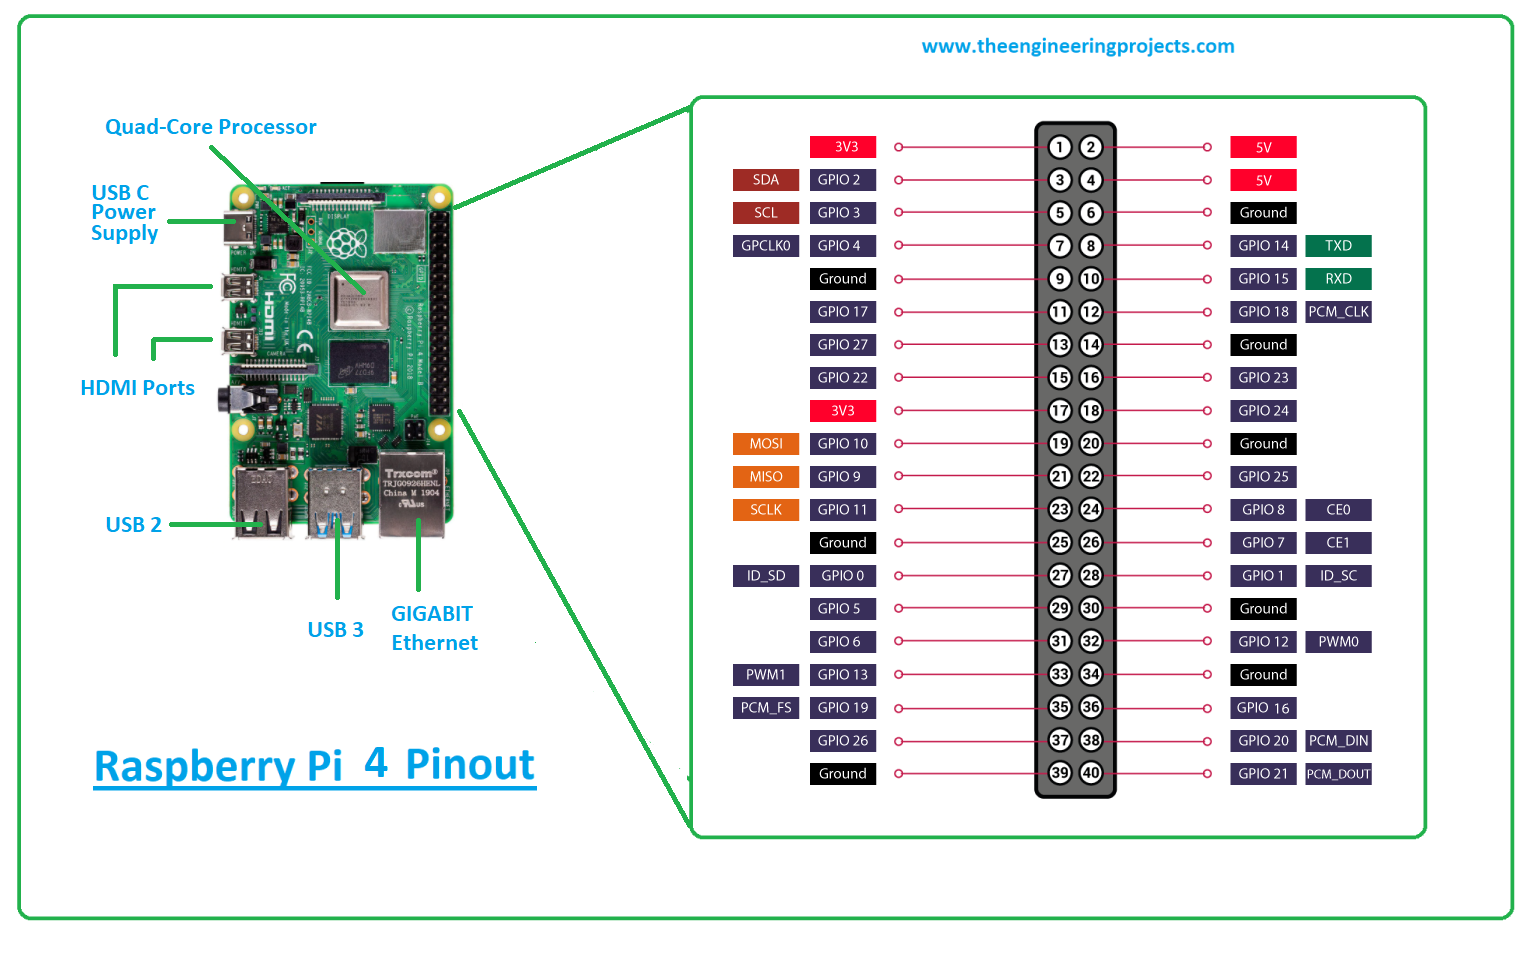 www.theengineeringprojects.com
Quad-Core Processor
USB C
Power
Supply
HDMI Ports
USB 2
USB 3
GIGABIT
Ethernet
DISPLAY
HDMI
CAMERA
Trxcom®
TRJG0926HENL
China M 1904
Raspberry Pi 4 Pinout
3V3 1 2 5V
SDA GPIO 2 3 4 5V
SCL GPIO 3 5 6 Ground
GPCLK0 GPIO 4 7 8 GPIO 14 TXD
Ground 9 10 GPIO 15 RXD
GPIO 17 11 12 GPIO 18 PCM_CLK
GPIO 27 13 14 Ground
GPIO 22 15 16 GPIO 23
3V3 17 18 GPIO 24
MOSI GPIO 10 19 20 Ground
MISO GPIO 9 21 22 GPIO 25
SCLK GPIO 11 23 24 GPIO 8 CE0
Ground 25 26 GPIO 7 CE1
ID_SD GPIO 0 27 28 GPIO 1 ID_SC
GPIO 5 29 30 Ground
GPIO 6 31 32 GPIO 12 PWM0
PWM1 GPIO 13 33 34 Ground
PCM_FS GPIO 19 35 36 GPIO 16
GPIO 26 37 38 GPIO 20 PCM_DIN
Ground 39 40 GPIO 21 PCM_DOUT